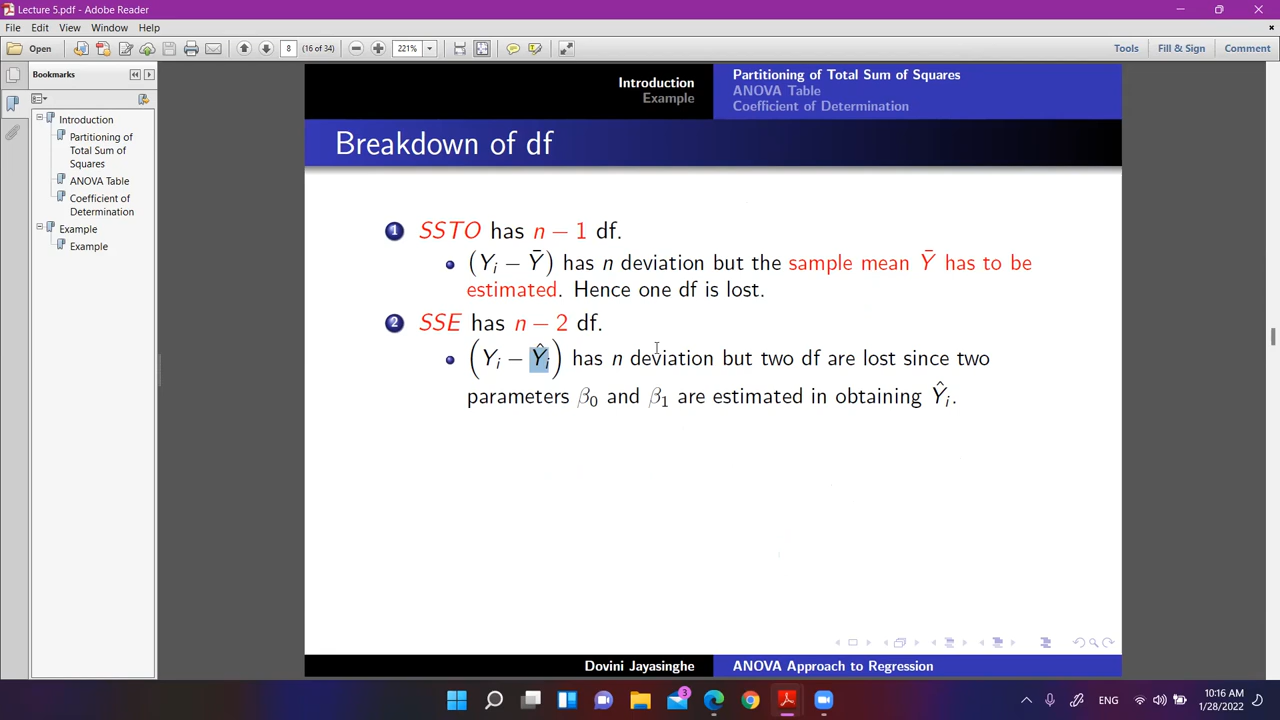 Lecture 5.pdf - Adobe Reader
File Edit View Window Help
Open
8
(16 of 34)
221%
Tools
Fill & Sign
Comment
Bookmarks
Introduction
Partitioning of
Total Sum of
Squares
ANOVA Table
Coefficient of
Determination
Example
Example
Introduction
Example
Partitioning of Total Sum of Squares
ANOVA Table
Coefficient of Determination
Breakdown of df
1 SSTO has n − 1 df.
• (Yᵢ − Ȳ) has n deviation but the sample mean Ȳ has to be
estimated. Hence one df is lost.
2 SSE has n − 2 df.
• (Yᵢ − Ŷᵢ) has n deviation but two df are lost since two
parameters β₀ and β₁ are estimated in obtaining Ŷᵢ.
Dovini Jayasinghe
ANOVA Approach to Regression
3
ENG
10:16 AM
1/28/2022